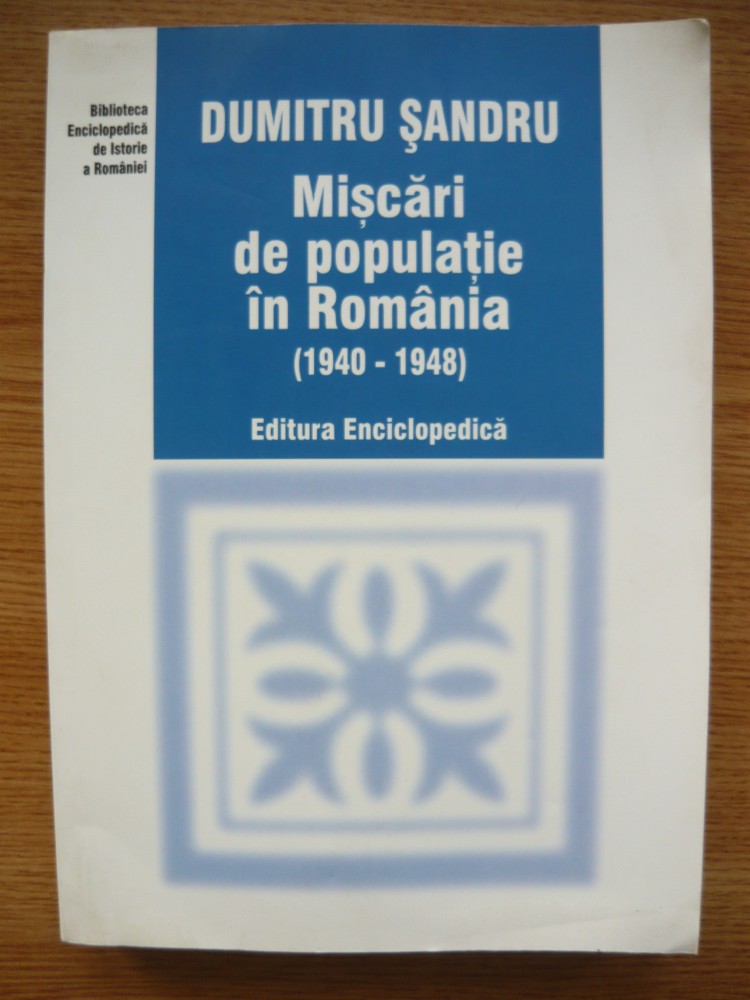 Biblioteca
Enciclopedică
de Istorie
a României
DUMITRU ŞANDRU
Mişcări
de populaţie
în România
(1940 - 1948)
Editura Enciclopedică